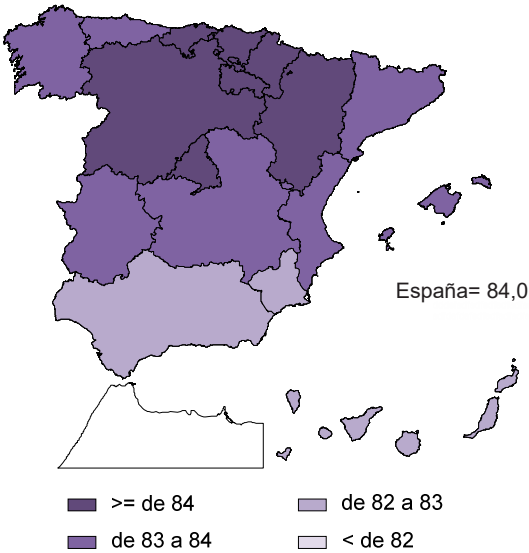 España= 84,0
>= de 84
de 82 a 83
de 83 a 84
< de 82